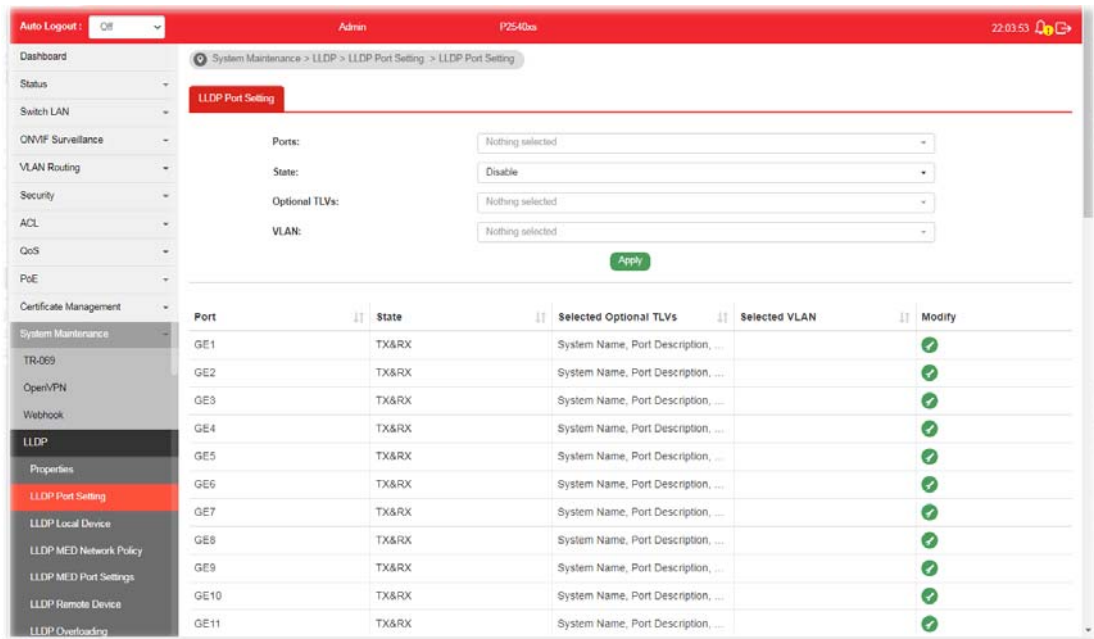 Auto Logout : Off Admin P2540xs 22:03:53
Dashboard
System Maintenance > LLDP > LLDP Port Setting > LLDP Port Setting
Status
LLDP Port Setting
Switch LAN
ONVIF Surveillance
Ports: Nothing selected
VLAN Routing
State: Disable
Security
Optional TLVs: Nothing selected
ACL
VLAN: Nothing selected
QoS
Apply
PoE
Certificate Management
Port State Selected Optional TLVs Selected VLAN Modify
System Maintenance
GE1 TX&RX System Name, Port Description, ...
TR-069
GE2 TX&RX System Name, Port Description, ...
OpenVPN
GE3 TX&RX System Name, Port Description, ...
Webhook
GE4 TX&RX System Name, Port Description, ...
LLDP
GE5 TX&RX System Name, Port Description, ...
Properties
GE6 TX&RX System Name, Port Description, ...
LLDP Port Setting
GE7 TX&RX System Name, Port Description, ...
LLDP Local Device
GE8 TX&RX System Name, Port Description, ...
LLDP MED Network Policy
GE9 TX&RX System Name, Port Description, ...
LLDP MED Port Settings
GE10 TX&RX System Name, Port Description, ...
LLDP Remote Device
GE11 TX&RX System Name, Port Description, ...
LLDP Overloading